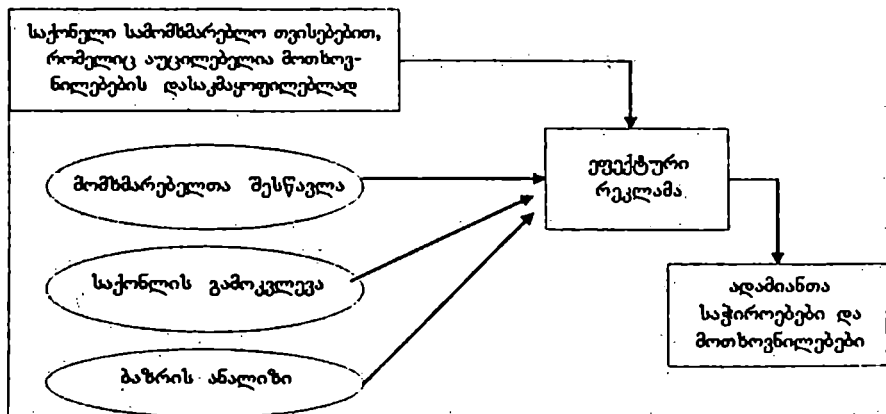 საქონელი სამომხმარებლო თვისებებით,
რომელიც აუცილებელია მოთხოვ-
ნილებების დასაკმაყოფილებლად
ეფექტური
რეკლამა
მომხმარებელთა შესწავლა
საქონლის გამოკვლევა
ბაზრის ანალიზი
ადამიანთა
საჭიროებები და
მოთხოვნილებები